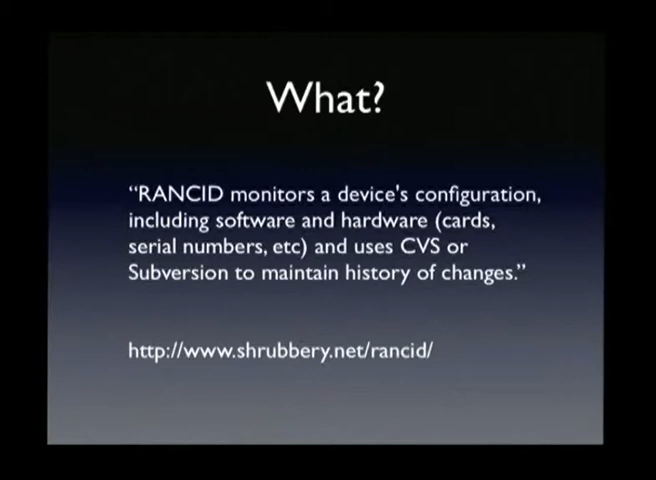 What?
“RANCID monitors a device's configuration,
including software and hardware (cards,
serial numbers, etc) and uses CVS or
Subversion to maintain history of changes.”
http://www.shrubbery.net/rancid/